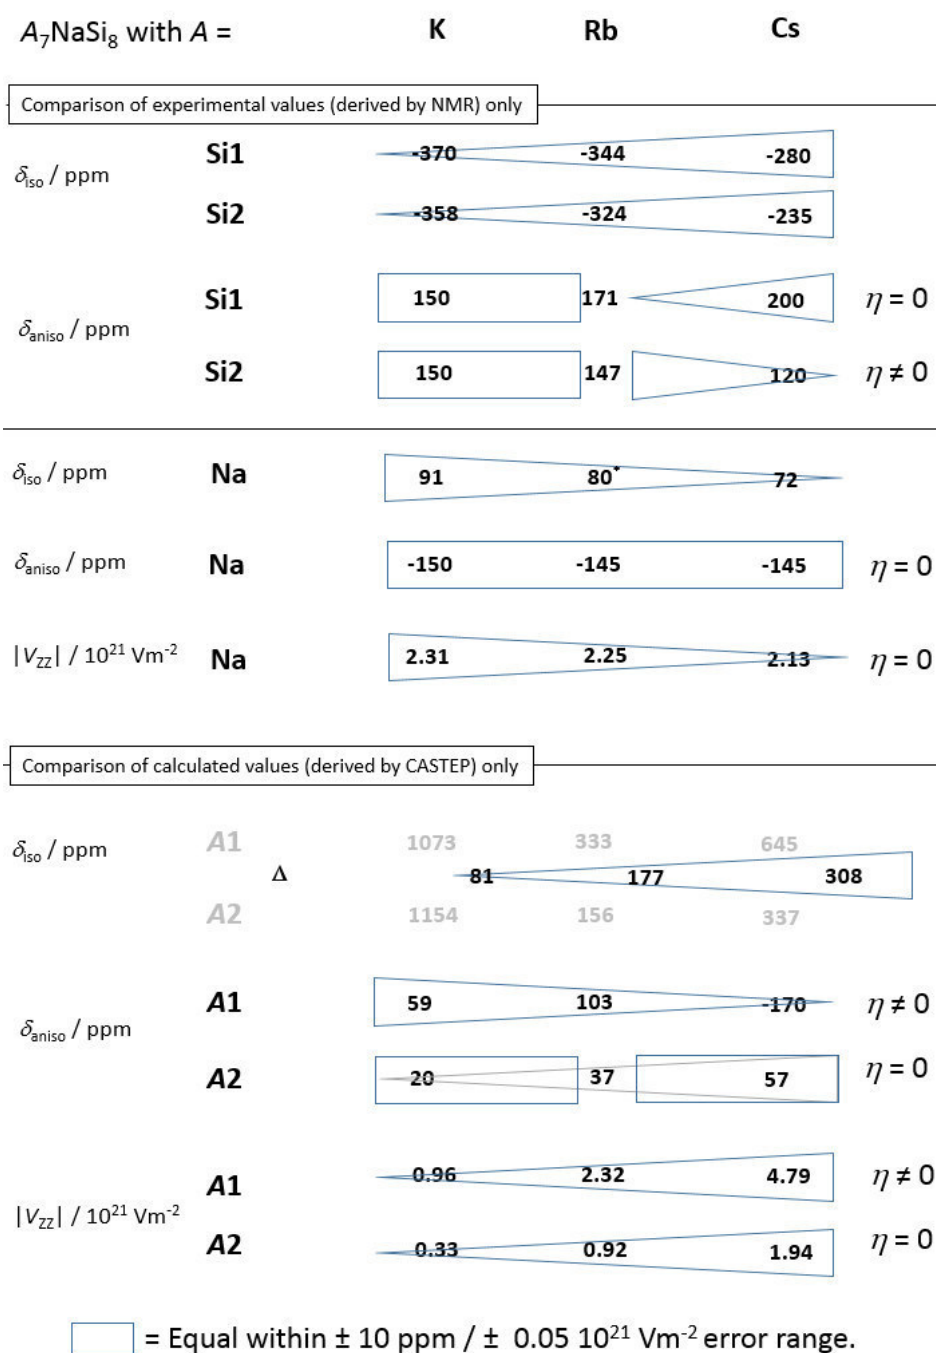 A₇NaSi₈ with A = K Rb Cs
Comparison of experimental values (derived by NMR) only
Si1 -370 -344 -280
δiso / ppm
Si2 -358 -324 -235
Si1 150 171 200 η = 0
δaniso / ppm
Si2 150 147 120 η ≠ 0
δiso / ppm Na 91 80* 72
δaniso / ppm Na -150 -145 -145 η = 0
|VZZ| / 10²¹ Vm⁻² Na 2.31 2.25 2.13 η = 0
Comparison of calculated values (derived by CASTEP) only
A1 1073 333 645
δiso / ppm
Δ 81 177 308
A2 1154 156 337
A1 59 103 -170 η ≠ 0
δaniso / ppm
A2 20 37 57 η = 0
A1 0.96 2.32 4.79 η ≠ 0
|VZZ| / 10²¹ Vm⁻²
A2 0.33 0.92 1.94 η = 0
= Equal within ± 10 ppm / ± 0.05 10²¹ Vm⁻² error range.